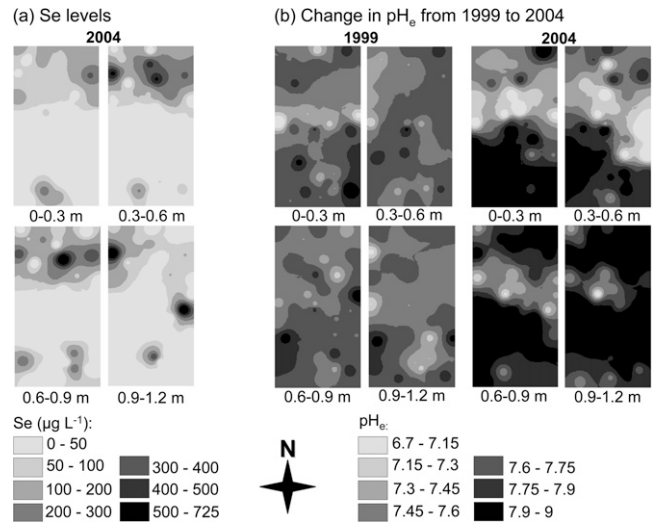 (a) Se levels
2004
0-0.3 m
0.3-0.6 m
0.6-0.9 m
0.9-1.2 m
Se (µg L⁻¹):
0 - 50
50 - 100
100 - 200
200 - 300
300 - 400
400 - 500
500 - 725
N
(b) Change in pHₑ from 1999 to 2004
1999
2004
0-0.3 m
0.3-0.6 m
0-0.3 m
0.3-0.6 m
0.6-0.9 m
0.9-1.2 m
0.6-0.9 m
0.9-1.2 m
pHₑ:
6.7 - 7.15
7.15 - 7.3
7.3 - 7.45
7.45 - 7.6
7.6 - 7.75
7.75 - 7.9
7.9 - 9